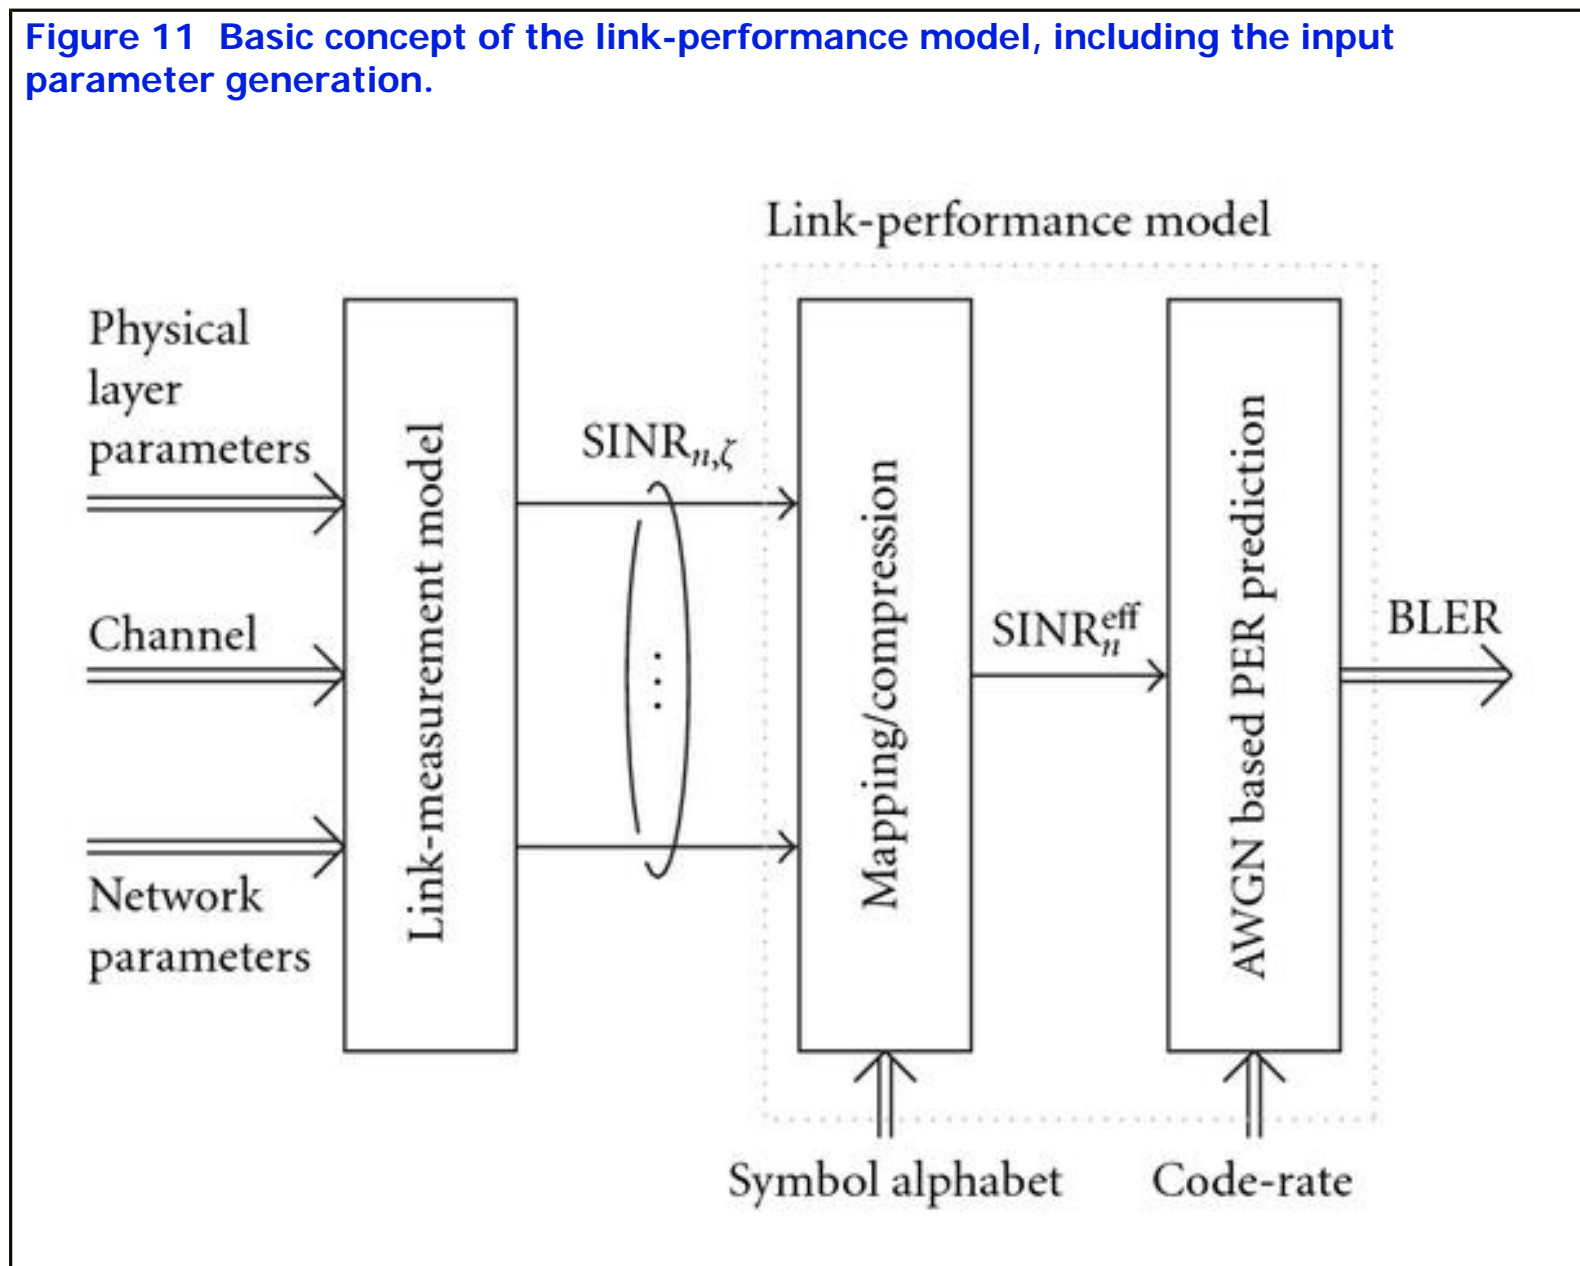 Figure 11  Basic concept of the link-performance model, including the input
parameter generation.
Link-performance model
Physical
layer
parameters
Channel
Network
parameters
Link-measurement model
SINRn,ζ
Mapping/compression
SINRn^eff
AWGN based PER prediction
BLER
Symbol alphabet
Code-rate